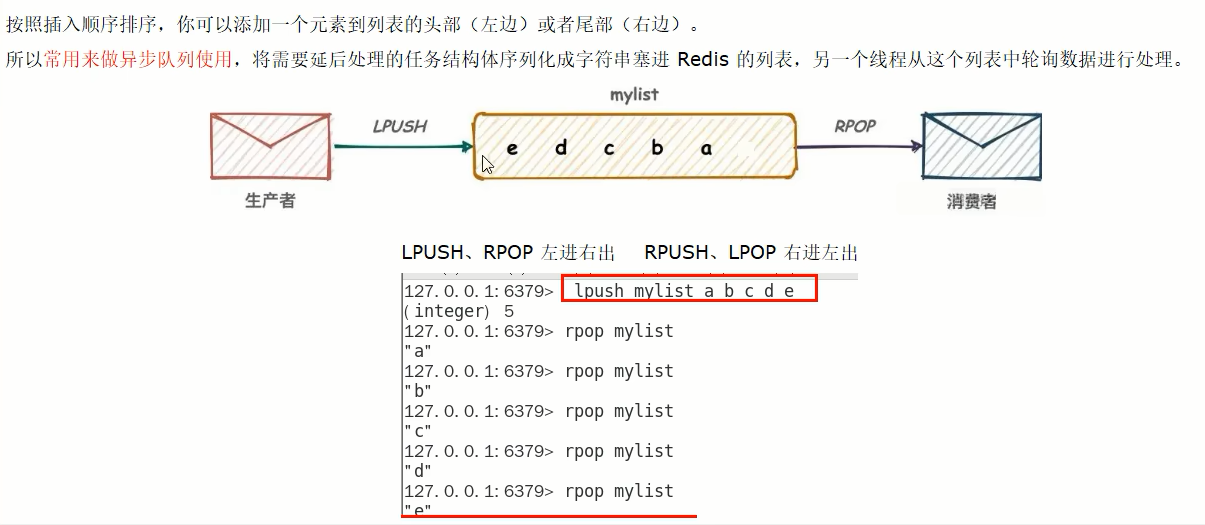 按照插入顺序排序，你可以添加一个元素到列表的头部（左边）或者尾部（右边）。
所以常用来做异步队列使用，将需要延后处理的任务结构体序列化成字符串塞进 Redis 的列表，另一个线程从这个列表中轮询数据进行处理。
mylist
LPUSH
e d c b a
RPOP
生产者
消费者
LPUSH、RPOP 左进右出 RPUSH、LPOP 右进左出
127.0.0.1:6379> lpush mylist a b c d e
(integer) 5
127.0.0.1:6379> rpop mylist
"a"
127.0.0.1:6379> rpop mylist
"b"
127.0.0.1:6379> rpop mylist
"c"
127.0.0.1:6379> rpop mylist
"d"
127.0.0.1:6379> rpop mylist
"e"